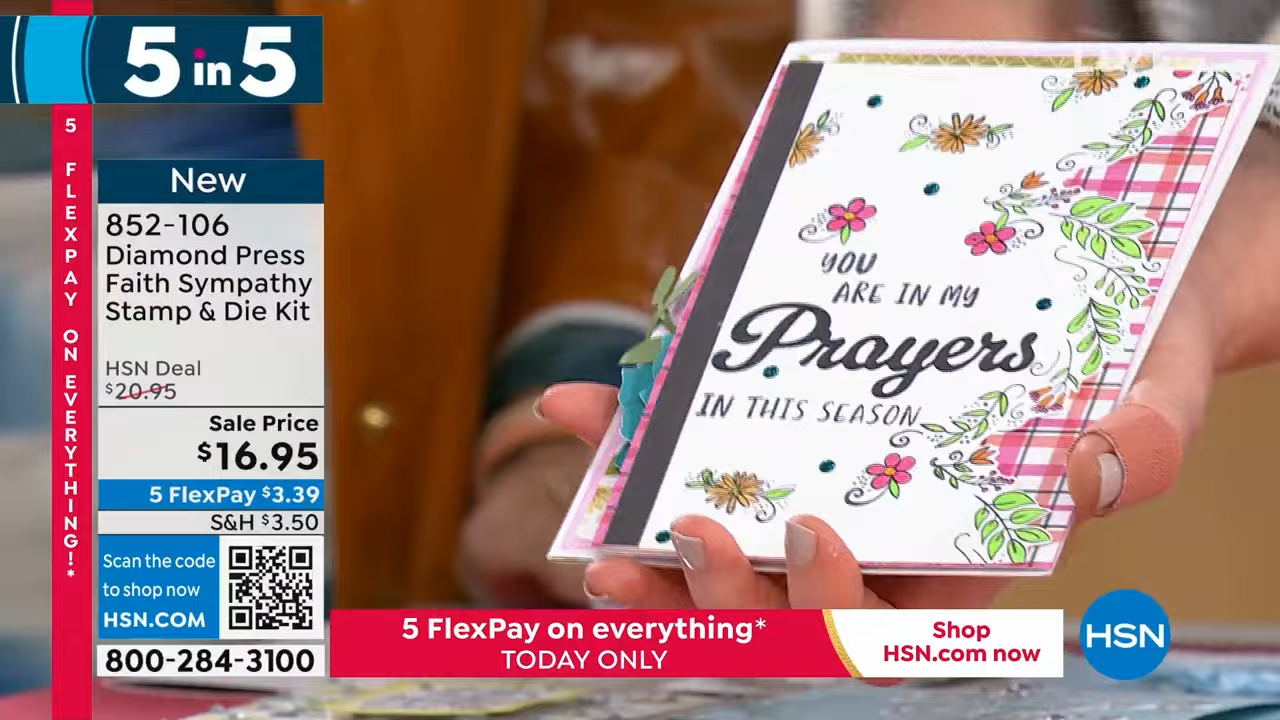 5 in 5
5 FLEXPAY ON EVERYTHING!*
New
852-106
Diamond Press
Faith Sympathy
Stamp & Die Kit
HSN Deal
$20.95
Sale Price
$16.95
5 FlexPay $3.39
S&H $3.50
Scan the code
to shop now
HSN.COM
800-284-3100
YOU
ARE IN MY
Prayers
IN THIS SEASON
5 FlexPay on everything*
TODAY ONLY
Shop
HSN.com now
HSN